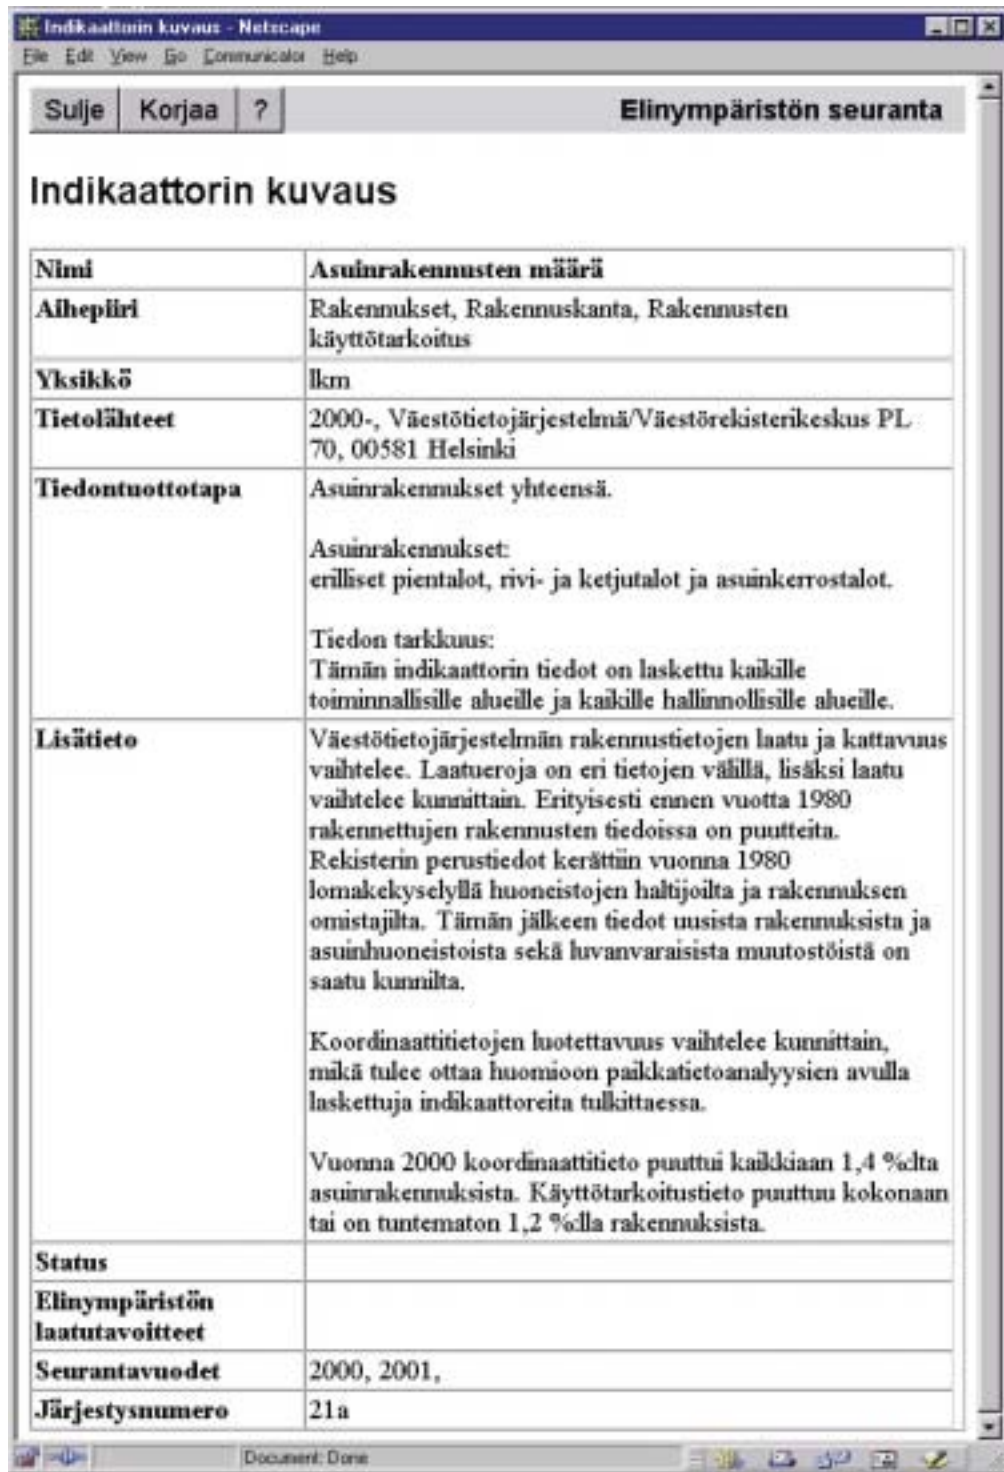 Indikaattorin kuvaus - Netscape
File Edit View Go Communicator Help
Sulje Korjaa ? Elinympäristön seuranta
Indikaattorin kuvaus
Nimi Asuinrakennusten määrä
Aihepiiri Rakennukset, Rakennuskanta, Rakennusten
käyttötarkoitus
Yksikkö lkm
Tietolähteet 2000-, Väestötietojärjestelmä/Väestörekisterikeskus PL
70, 00581 Helsinki
Tiedontuottotapa Asuinrakennukset yhteensä.
Asuinrakennukset:
erilliset pientalot, rivi- ja ketjutalot ja asuinkerrostalot.
Tiedon tarkkuus:
Tämän indikaattorin tiedot on laskettu kaikille
toiminnallisille alueille ja kaikille hallinnollisille alueille.
Lisätieto Väestötietojärjestelmän rakennustietojen laatu ja kattavuus
vaihtelee. Laatueroja on eri tietojen välillä, lisäksi laatu
vaihtelee kunnittain. Erityisesti ennen vuotta 1980
rakennettujen rakennusten tiedoissa on puutteita.
Rekisterin perustiedot kerättiin vuonna 1980
lomakekyselyllä huoneistojen haltijoilta ja rakennuksen
omistajilta. Tämän jälkeen tiedot uusista rakennuksista ja
asuinhuoneistoista sekä luvanvaraisista muutostöistä on
saatu kunnilta.
Koordinaattitietojen luotettavuus vaihtelee kunnittain,
mikä tulee ottaa huomioon paikkatietoanalyysien avulla
laskettuja indikaattoreita tulkittaessa.
Vuonna 2000 koordinaattitieto puuttui kaikkiaan 1,4 %:lta
asuinrakennuksista. Käyttötarkoitustieto puuttuu kokonaan
tai on tuntematon 1,2 %:lla rakennuksista.
Status
Elinympäristön
laatutavoitteet
Seurantavuodet 2000, 2001,
Järjestysnumero 21a
Document: Done